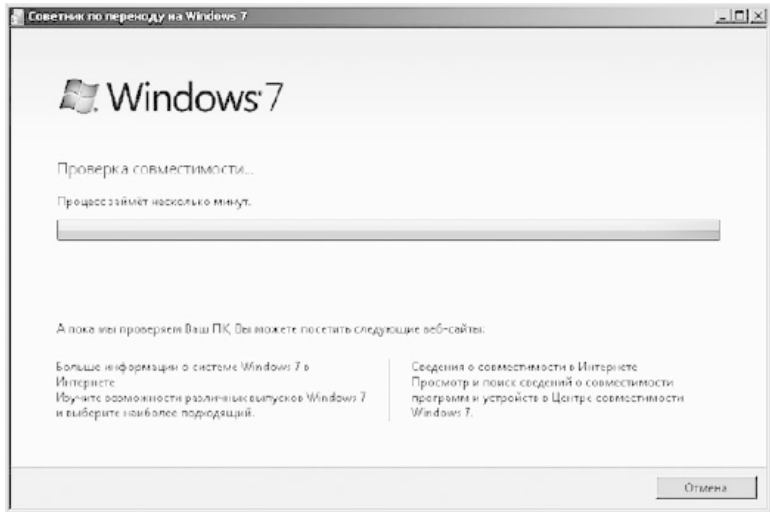 Советник по переходу на Windows 7
Windows 7
Проверка совместимости...
Процесс займёт несколько минут.
А пока мы проверяем Ваш ПК, Вы можете посетить следующие веб-сайты:
Больше информации о системе Windows 7 в
Интернете
Изучите возможности различных выпусков Windows 7
и выберите наиболее подходящий.
Сведения о совместимости в Интернете
Просмотр и поиск сведений о совместимости
программ и устройств в Центре совместимости
Windows 7.
Отмена